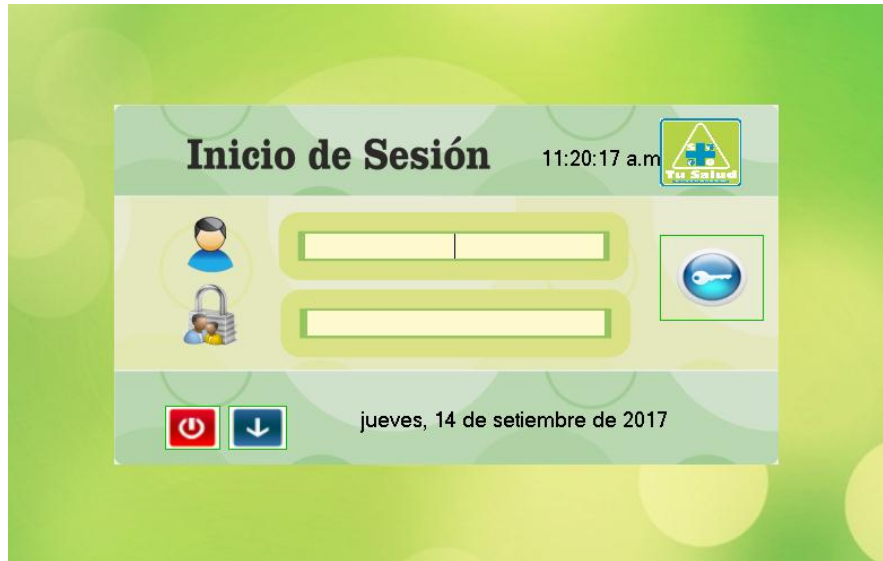 Inicio de Sesión
11:20:17 a.m
Tu Salud
jueves, 14 de setiembre de 2017